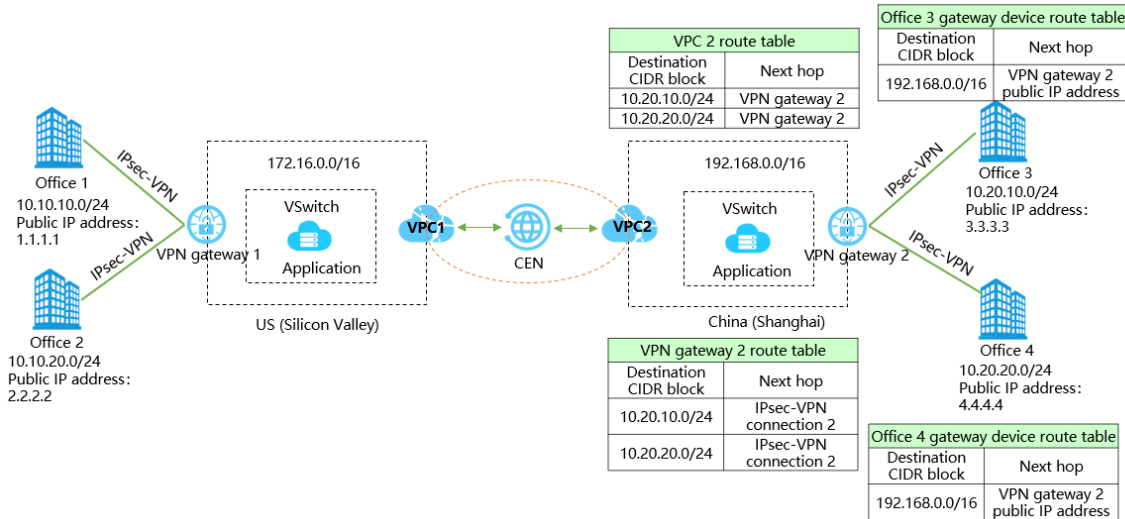 Office 3 gateway device route table
Destination
CIDR block
Next hop
192.168.0.0/16
VPN gateway 2
public IP address
VPC 2 route table
Destination
CIDR block
Next hop
10.20.10.0/24
VPN gateway 2
10.20.20.0/24
VPN gateway 2
IPsec-VPN
Office 1
10.10.10.0/24
Public IP address:
1.1.1.1
IPsec-VPN
Office 2
10.10.20.0/24
Public IP address:
2.2.2.2
VPN gateway 1
172.16.0.0/16
VSwitch
Application
US (Silicon Valley)
VPC1
CEN
VPC2
192.168.0.0/16
VSwitch
Application
China (Shanghai)
VPN gateway 2
IPsec-VPN
Office 3
10.20.10.0/24
Public IP address:
3.3.3.3
IPsec-VPN
Office 4
10.20.20.0/24
Public IP address:
4.4.4.4
VPN gateway 2 route table
Destination
CIDR block
Next hop
10.20.10.0/24
IPsec-VPN
connection 2
10.20.20.0/24
IPsec-VPN
connection 2
Office 4 gateway device route table
Destination
CIDR block
Next hop
192.168.0.0/16
VPN gateway 2
public IP address